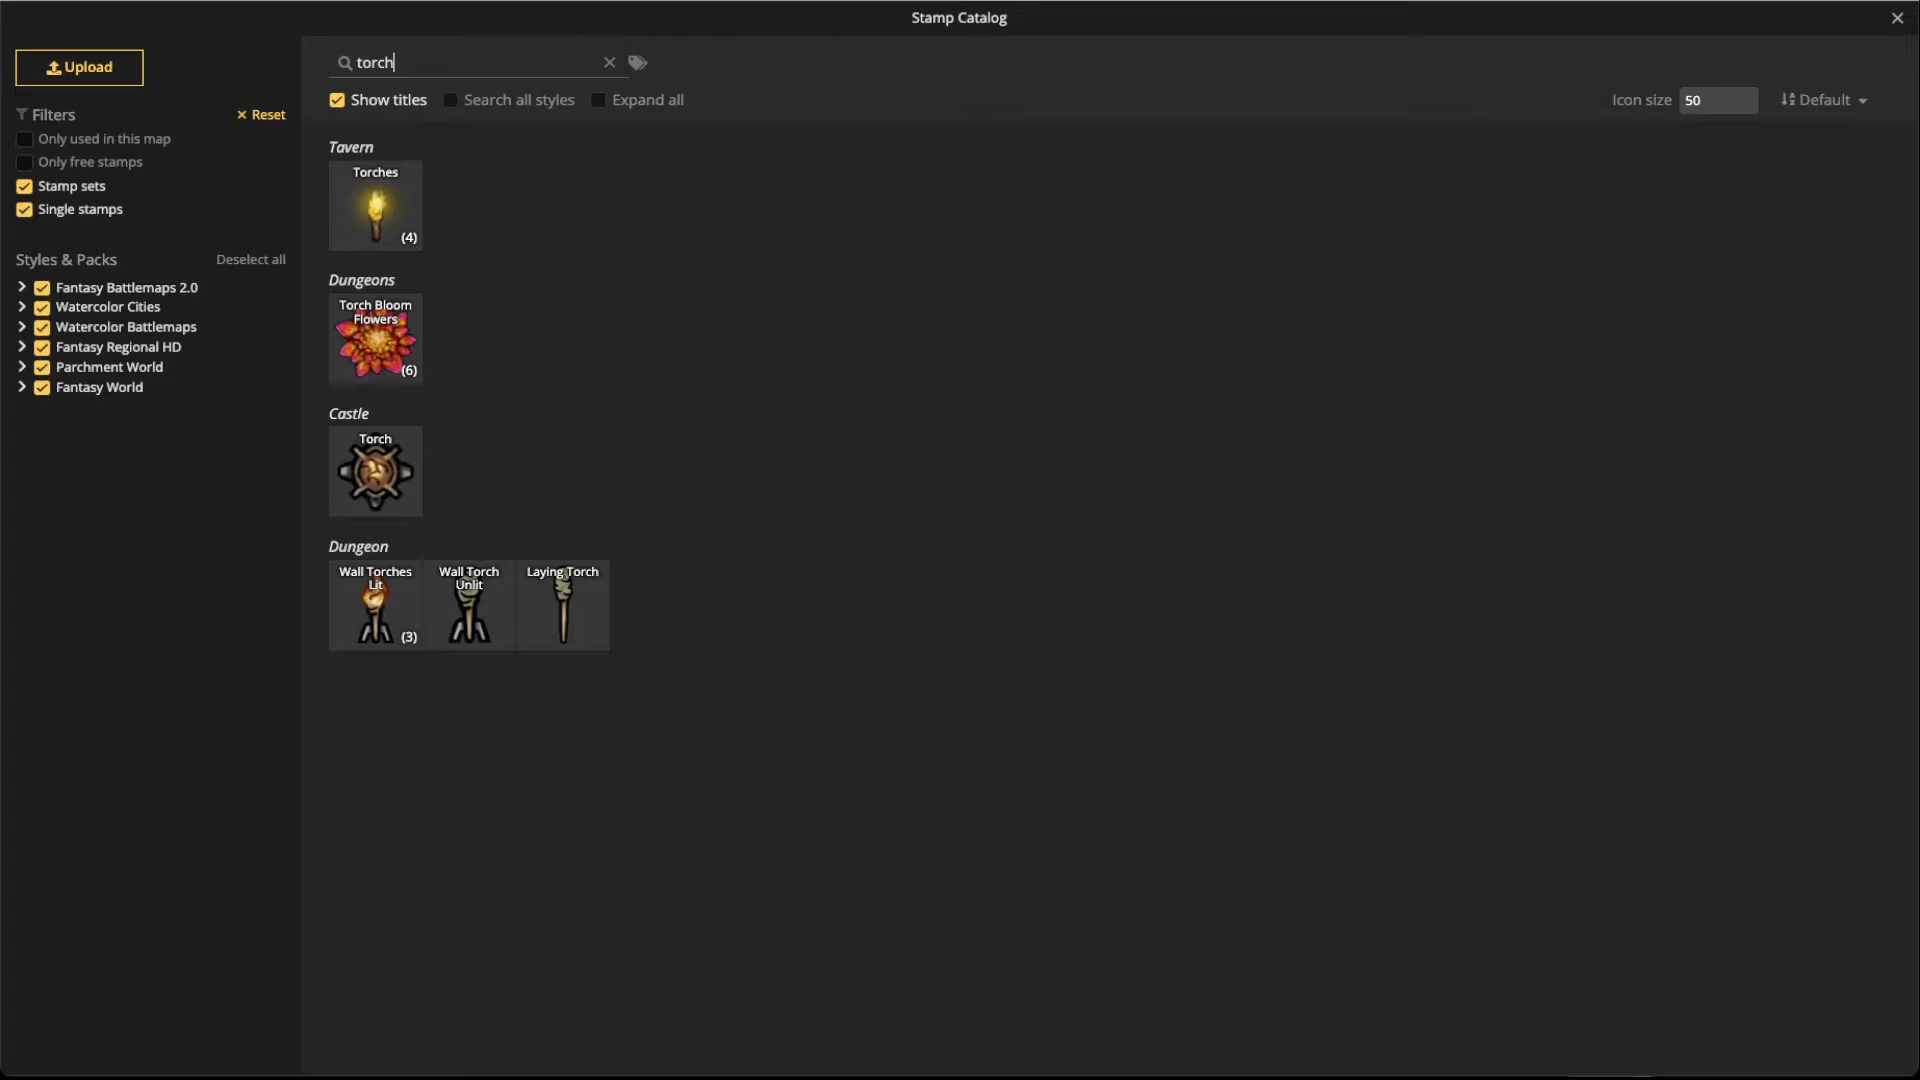 Stamp Catalog
Upload
torch
Show titles
Search all styles
Expand all
Icon size 50
Default
Filters
Reset
Only used in this map
Only free stamps
Stamp sets
Single stamps
Styles & Packs
Deselect all
Fantasy Battlemaps 2.0
Watercolor Cities
Watercolor Battlemaps
Fantasy Regional HD
Parchment World
Fantasy World
Tavern
Torches
(4)
Dungeons
Torch Bloom
Flowers
(6)
Castle
Torch
Dungeon
Wall Torches
Lit
(3)
Wall Torch
Unlit
Laying Torch